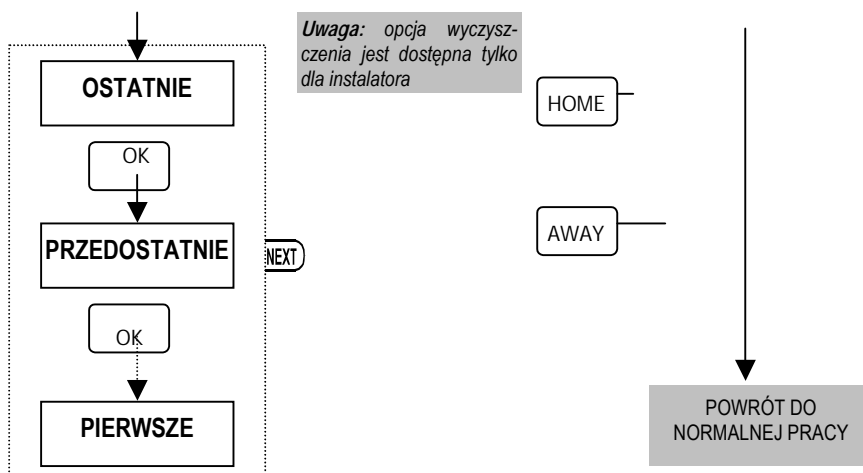 Uwaga: opcja wyczysz-
czenia jest dostępna tylko
dla instalatora
OSTATNIE
OK
PRZEDOSTATNIE
NEXT
OK
PIERWSZE
HOME
AWAY
POWRÓT DO
NORMALNEJ PRACY